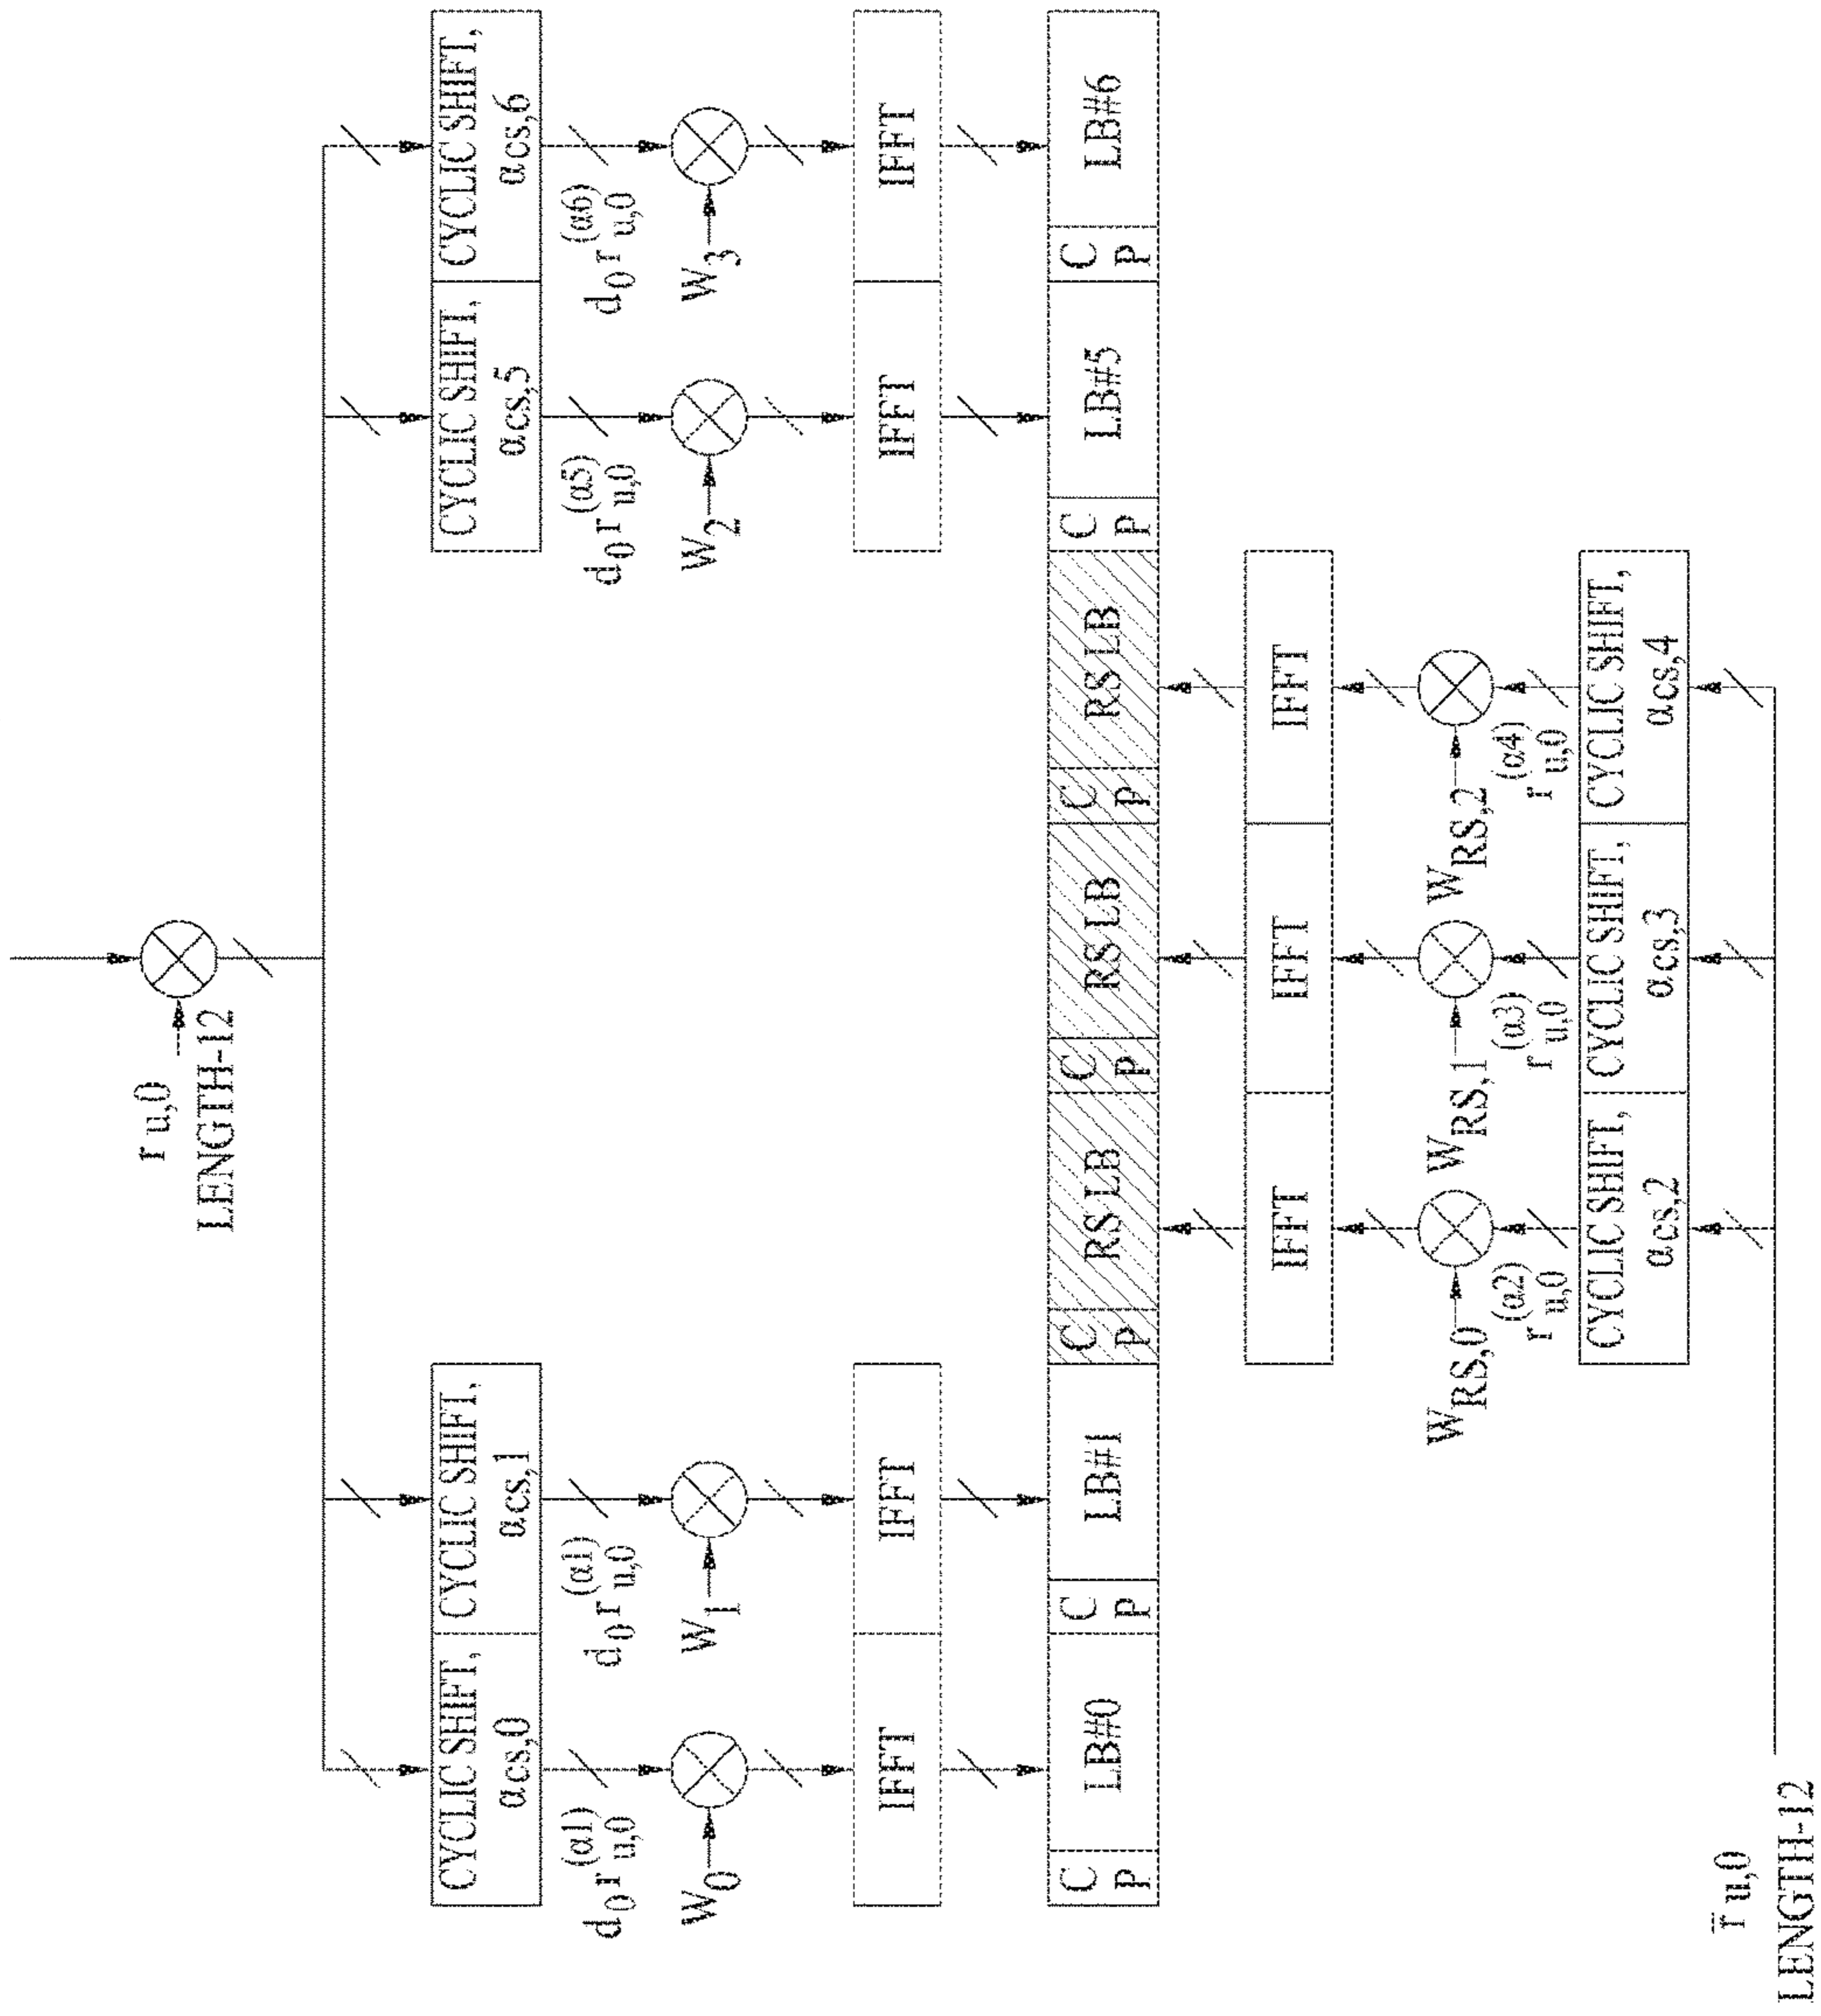 r u,0
LENGTH-12
CYCLIC SHIFT,
αcs,0
CYCLIC SHIFT,
αcs,1
CYCLIC SHIFT,
αcs,5
CYCLIC SHIFT,
αcs,6
d0 r(α1)u,0
d0 r(α1)u,0
d0 r(α5)u,0
d0 r(α6)u,0
W0
W1
W2
W3
IFFT
IFFT
IFFT
IFFT
C
P
LB#0
C
P
LB#1
C
P
RS LB
C
P
RS LB
C
P
RS LB
C
P
LB#5
C
P
LB#6
IFFT
IFFT
IFFT
WRS,0
WRS,1
WRS,2
r(α2)u,0
r(α3)u,0
r(α4)u,0
CYCLIC SHIFT,
αcs,2
CYCLIC SHIFT,
αcs,3
CYCLIC SHIFT,
αcs,4
r̄ u,0
LENGTH-12